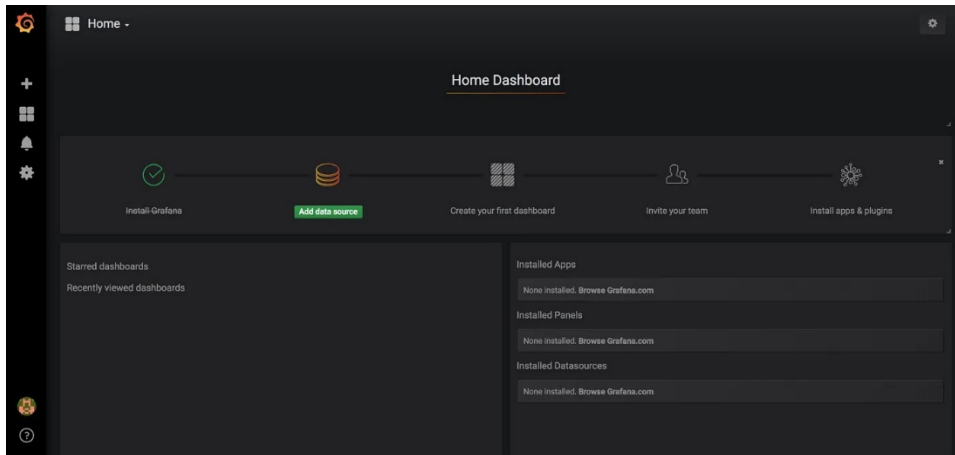 Home
Home Dashboard
Install Grafana
Add data source
Create your first dashboard
Invite your team
Install apps & plugins
Starred dashboards
Recently viewed dashboards
Installed Apps
None installed. Browse Grafana.com
Installed Panels
None installed. Browse Grafana.com
Installed Datasources
None installed. Browse Grafana.com